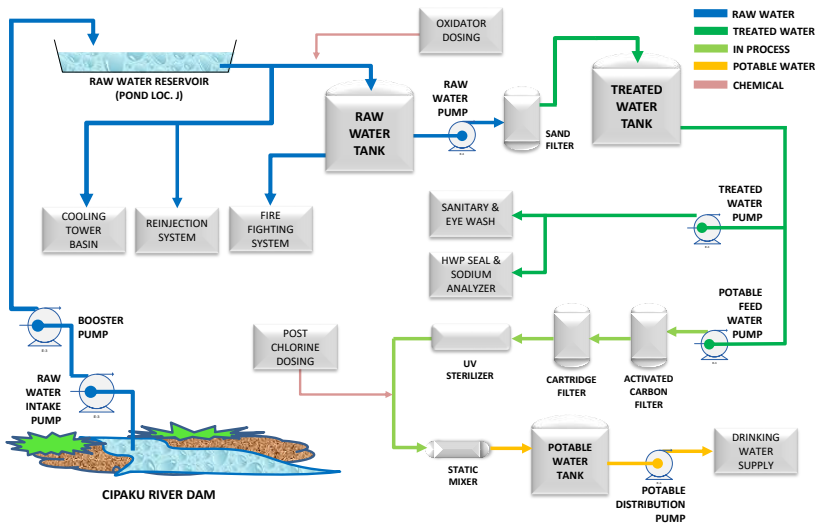 OXIDATOR
DOSING
RAW WATER
TREATED WATER
IN PROCESS
POTABLE WATER
CHEMICAL
RAW WATER RESERVOIR
(POND LOC. J)
RAW
WATER
TANK
RAW
WATER
PUMP
SAND
FILTER
TREATED
WATER
TANK
COOLING
TOWER
BASIN
REINJECTION
SYSTEM
FIRE
FIGHTING
SYSTEM
SANITARY &
EYE WASH
TREATED
WATER
PUMP
HWP SEAL &
SODIUM
ANALYZER
BOOSTER
PUMP
POST
CHLORINE
DOSING
UV
STERILIZER
CARTRIDGE
FILTER
ACTIVATED
CARBON
FILTER
POTABLE
FEED
WATER
PUMP
RAW
WATER
INTAKE
PUMP
CIPAKU RIVER DAM
STATIC
MIXER
POTABLE
WATER
TANK
POTABLE
DISTRIBUTION
PUMP
DRINKING
WATER
SUPPLY